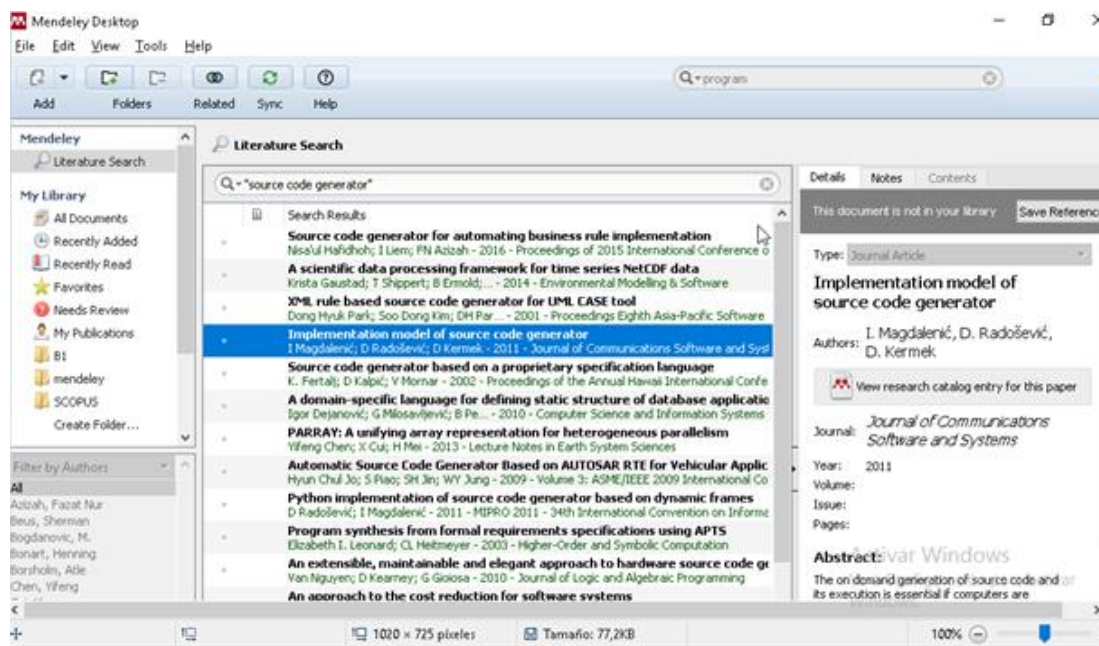 Mendeley Desktop
File Edit View Tools Help
program
Add Folders Related Sync Help
Mendeley
Literature Search
My Library
All Documents
Recently Added
Recently Read
Favorites
Needs Review
My Publications
B1
mendeley
SCOPUS
Create Folder...
Filter by Authors
All
Azizah, Fazat Nur
Beus, Sherman
Bogdanovic, M.
Bonart, Henning
Borsholm, Atle
Chen, Yifeng
Literature Search
"source code generator"
Search Results
Source code generator for automating business rule implementation
Nisa'ul Hafidhoh; I Liem; FN Azizah - 2016 - Proceedings of 2015 International Conference o
A scientific data processing framework for time series NetCDF data
Krista Gaustad; T Shippert; B Ermold;... - 2014 - Environmental Modelling & Software
XML rule based source code generator for UML CASE tool
Dong Hyuk Park; Soo Dong Kim; DH Par... - 2001 - Proceedings Eighth Asia-Pacific Software
Implementation model of source code generator
I Magdalenić; D Radošević; D Kermek - 2011 - Journal of Communications Software and Syst
Source code generator based on a proprietary specification language
K. Fertalj; D Kalpić; V Mornar - 2002 - Proceedings of the Annual Hawaii International Confe
A domain-specific language for defining static structure of database applicatio
Igor Dejanović; G Milosavljević; B Pe... - 2010 - Computer Science and Information Systems
PARRAY: A unifying array representation for heterogeneous parallelism
Yifeng Chen; X Cui; H Mei - 2013 - Lecture Notes in Earth System Sciences
Automatic Source Code Generator Based on AUTOSAR RTE for Vehicular Applic
Hyun Chul Jo; S Piao; SH Jin; WY Jung - 2009 - Volume 3: ASME/IEEE 2009 International Co
Python implementation of source code generator based on dynamic frames
D Radošević; I Magdalenić - 2011 - MIPRO 2011 - 34th International Convention on Informa
Program synthesis from formal requirements specifications using APTS
Elizabeth I. Leonard; CL Heitmeyer - 2003 - Higher-Order and Symbolic Computation
An extensible, maintainable and elegant approach to hardware source code ge
Van Nguyen; D Kearney; G Gioiosa - 2010 - Journal of Logic and Algebraic Programming
An approach to the cost reduction for software systems
Details Notes Contents
This document is not in your library Save Referenc
Type: Journal Article
Implementation model of
source code generator
Authors: I. Magdalenić, D. Radošević,
D. Kermek
View research catalog entry for this paper
Journal: Journal of Communications
Software and Systems
Year: 2011
Volume:
Issue:
Pages:
Abstract:
Activar Windows
The on demand generation of source code and
its execution is essential if computers are
1020 × 725 píxeles Tamaño: 77,2KB 100%